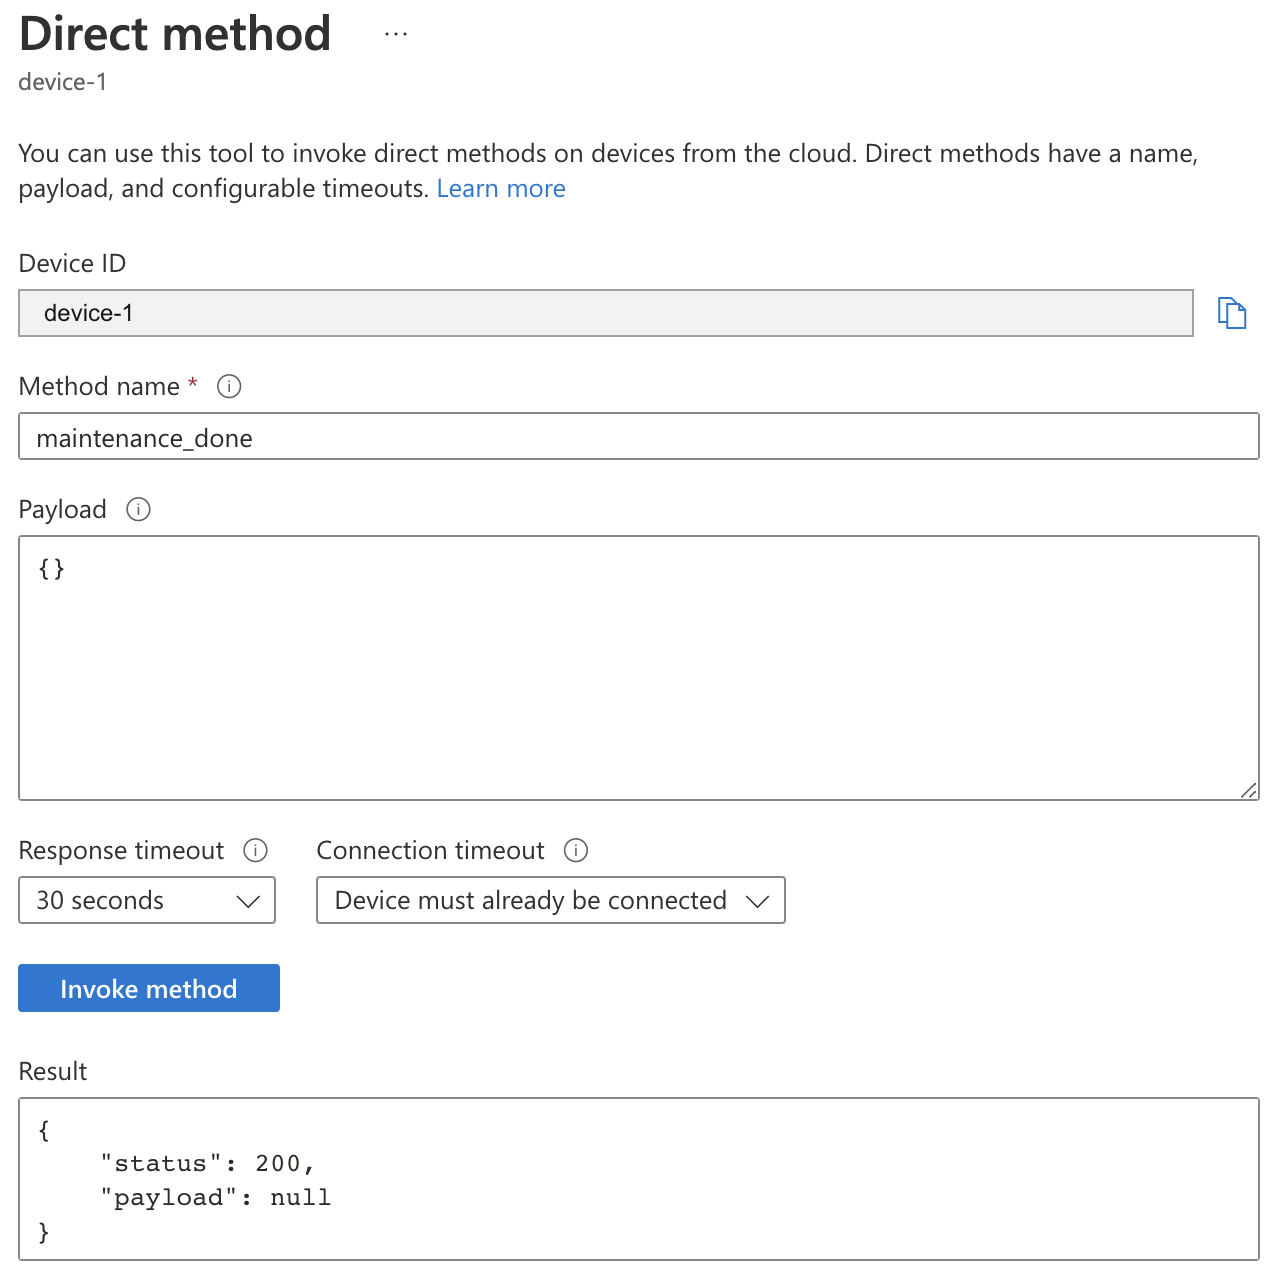 Direct method ...
device-1
You can use this tool to invoke direct methods on devices from the cloud. Direct methods have a name,
payload, and configurable timeouts. Learn more
Device ID
device-1
Method name *
maintenance_done
Payload
{}
Response timeout Connection timeout
30 seconds Device must already be connected
Invoke method
Result
{
    "status": 200,
    "payload": null
}